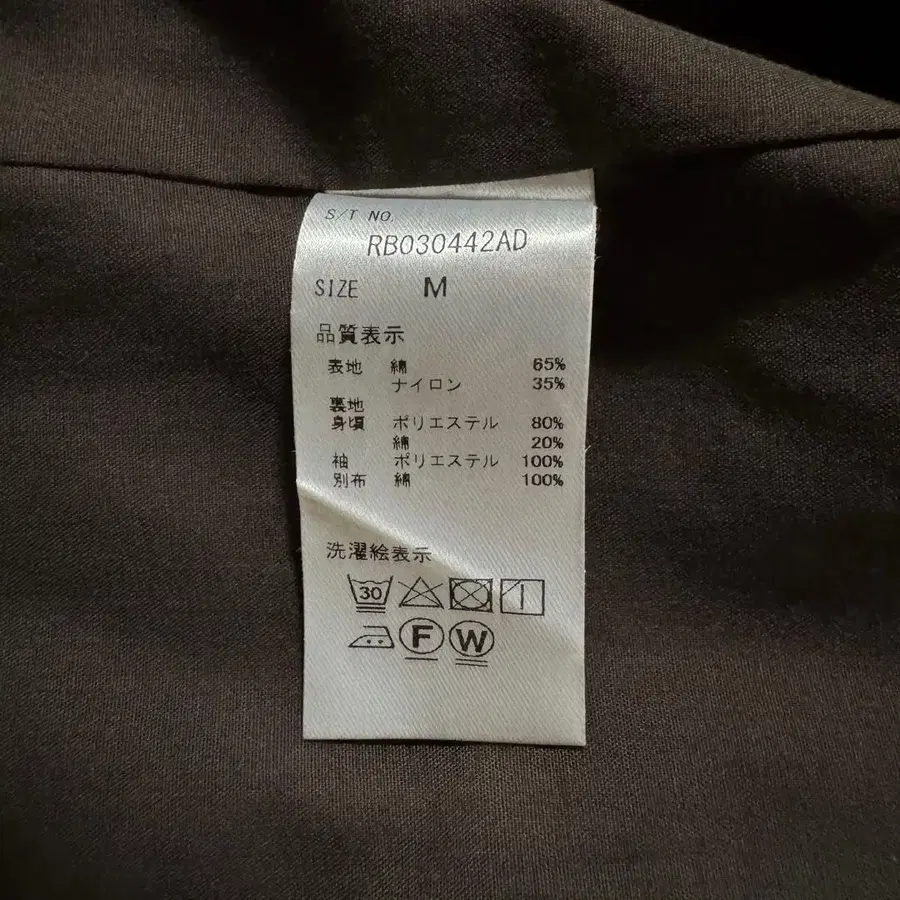 S/T NO.
RB030442AD
SIZE M
品質表示
表地 綿 65%
ナイロン 35%
裏地
身頃 ポリエステル 80%
綿 20%
袖 ポリエステル 100%
別布 綿 100%
洗濯絵表示
30
F W